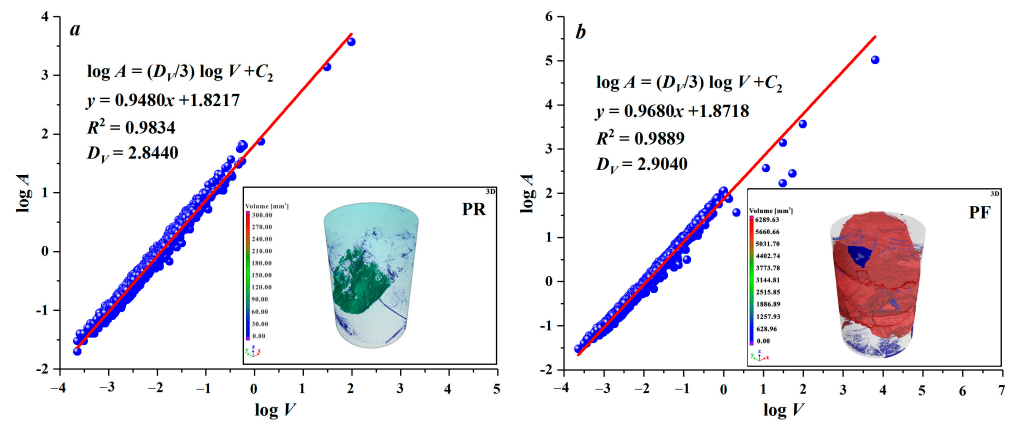 a
4
3
2
1
0
–1
–2
log A
log A = (D_V/3) log V +C_2
y = 0.9480x +1.8217
R² = 0.9834
D_V = 2.8440
3D
PR
Volume [mm³]
300.00
270.00
240.00
210.00
180.00
150.00
120.00
90.00
60.00
30.00
0.00
z
y x
–4 –3 –2 –1 0 1 2 3 4 5
log V
b
6
5
4
3
2
1
0
–1
–2
log A
log A = (D_V/3) log V +C_2
y = 0.9680x +1.8718
R² = 0.9889
D_V = 2.9040
3D
PF
Volume [mm³]
6289.63
5660.66
5031.70
4402.74
3773.78
3144.81
2515.85
1886.89
1257.93
628.96
0.00
z
y x
–4 –3 –2 –1 0 1 2 3 4 5 6 7
log V